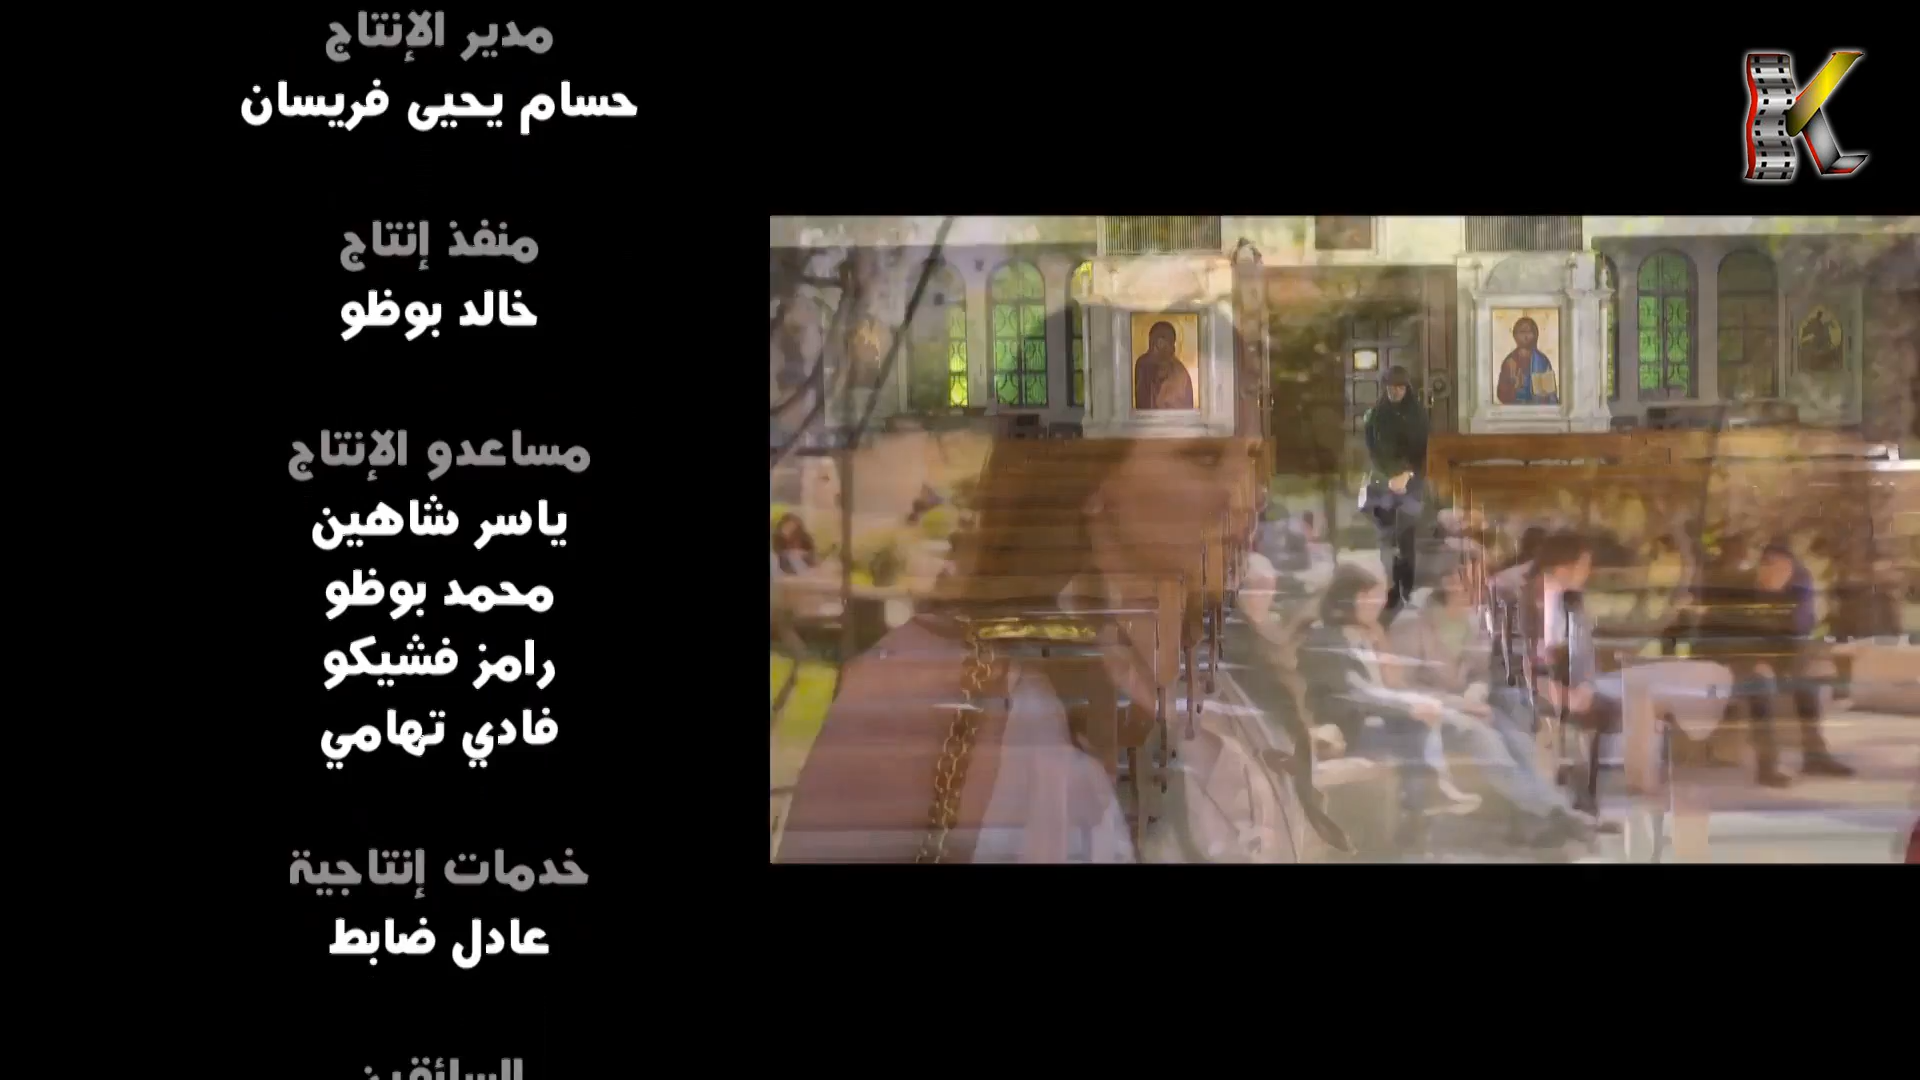 مدير الإنتاج
حسام يحيى فريسان
منفذ إنتاج
خالد بوظو
مساعدو الإنتاج
ياسر شاهين
محمد بوظو
رامز فشيكو
فادي تهامي
خدمات إنتاجية
عادل ضابط
السائقين
K